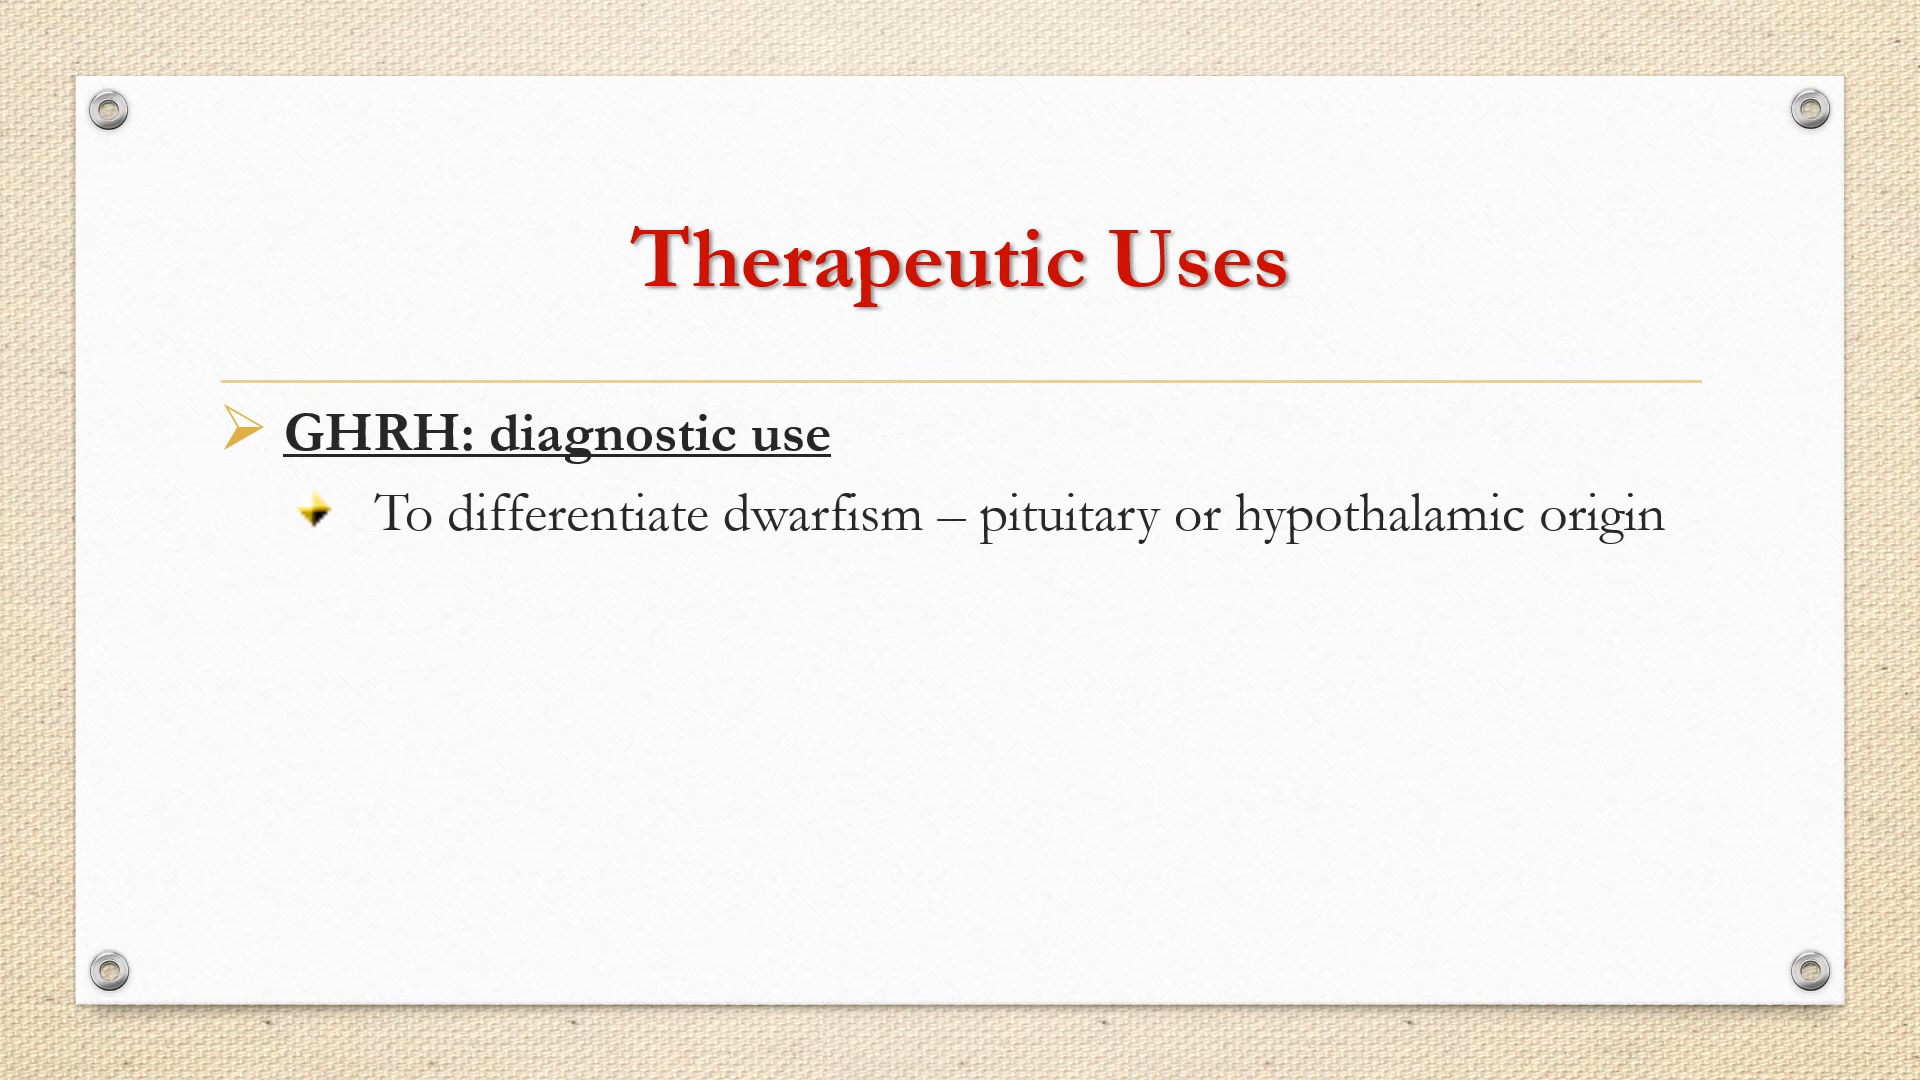 Therapeutic Uses
GHRH: diagnostic use
To differentiate dwarfism – pituitary or hypothalamic origin